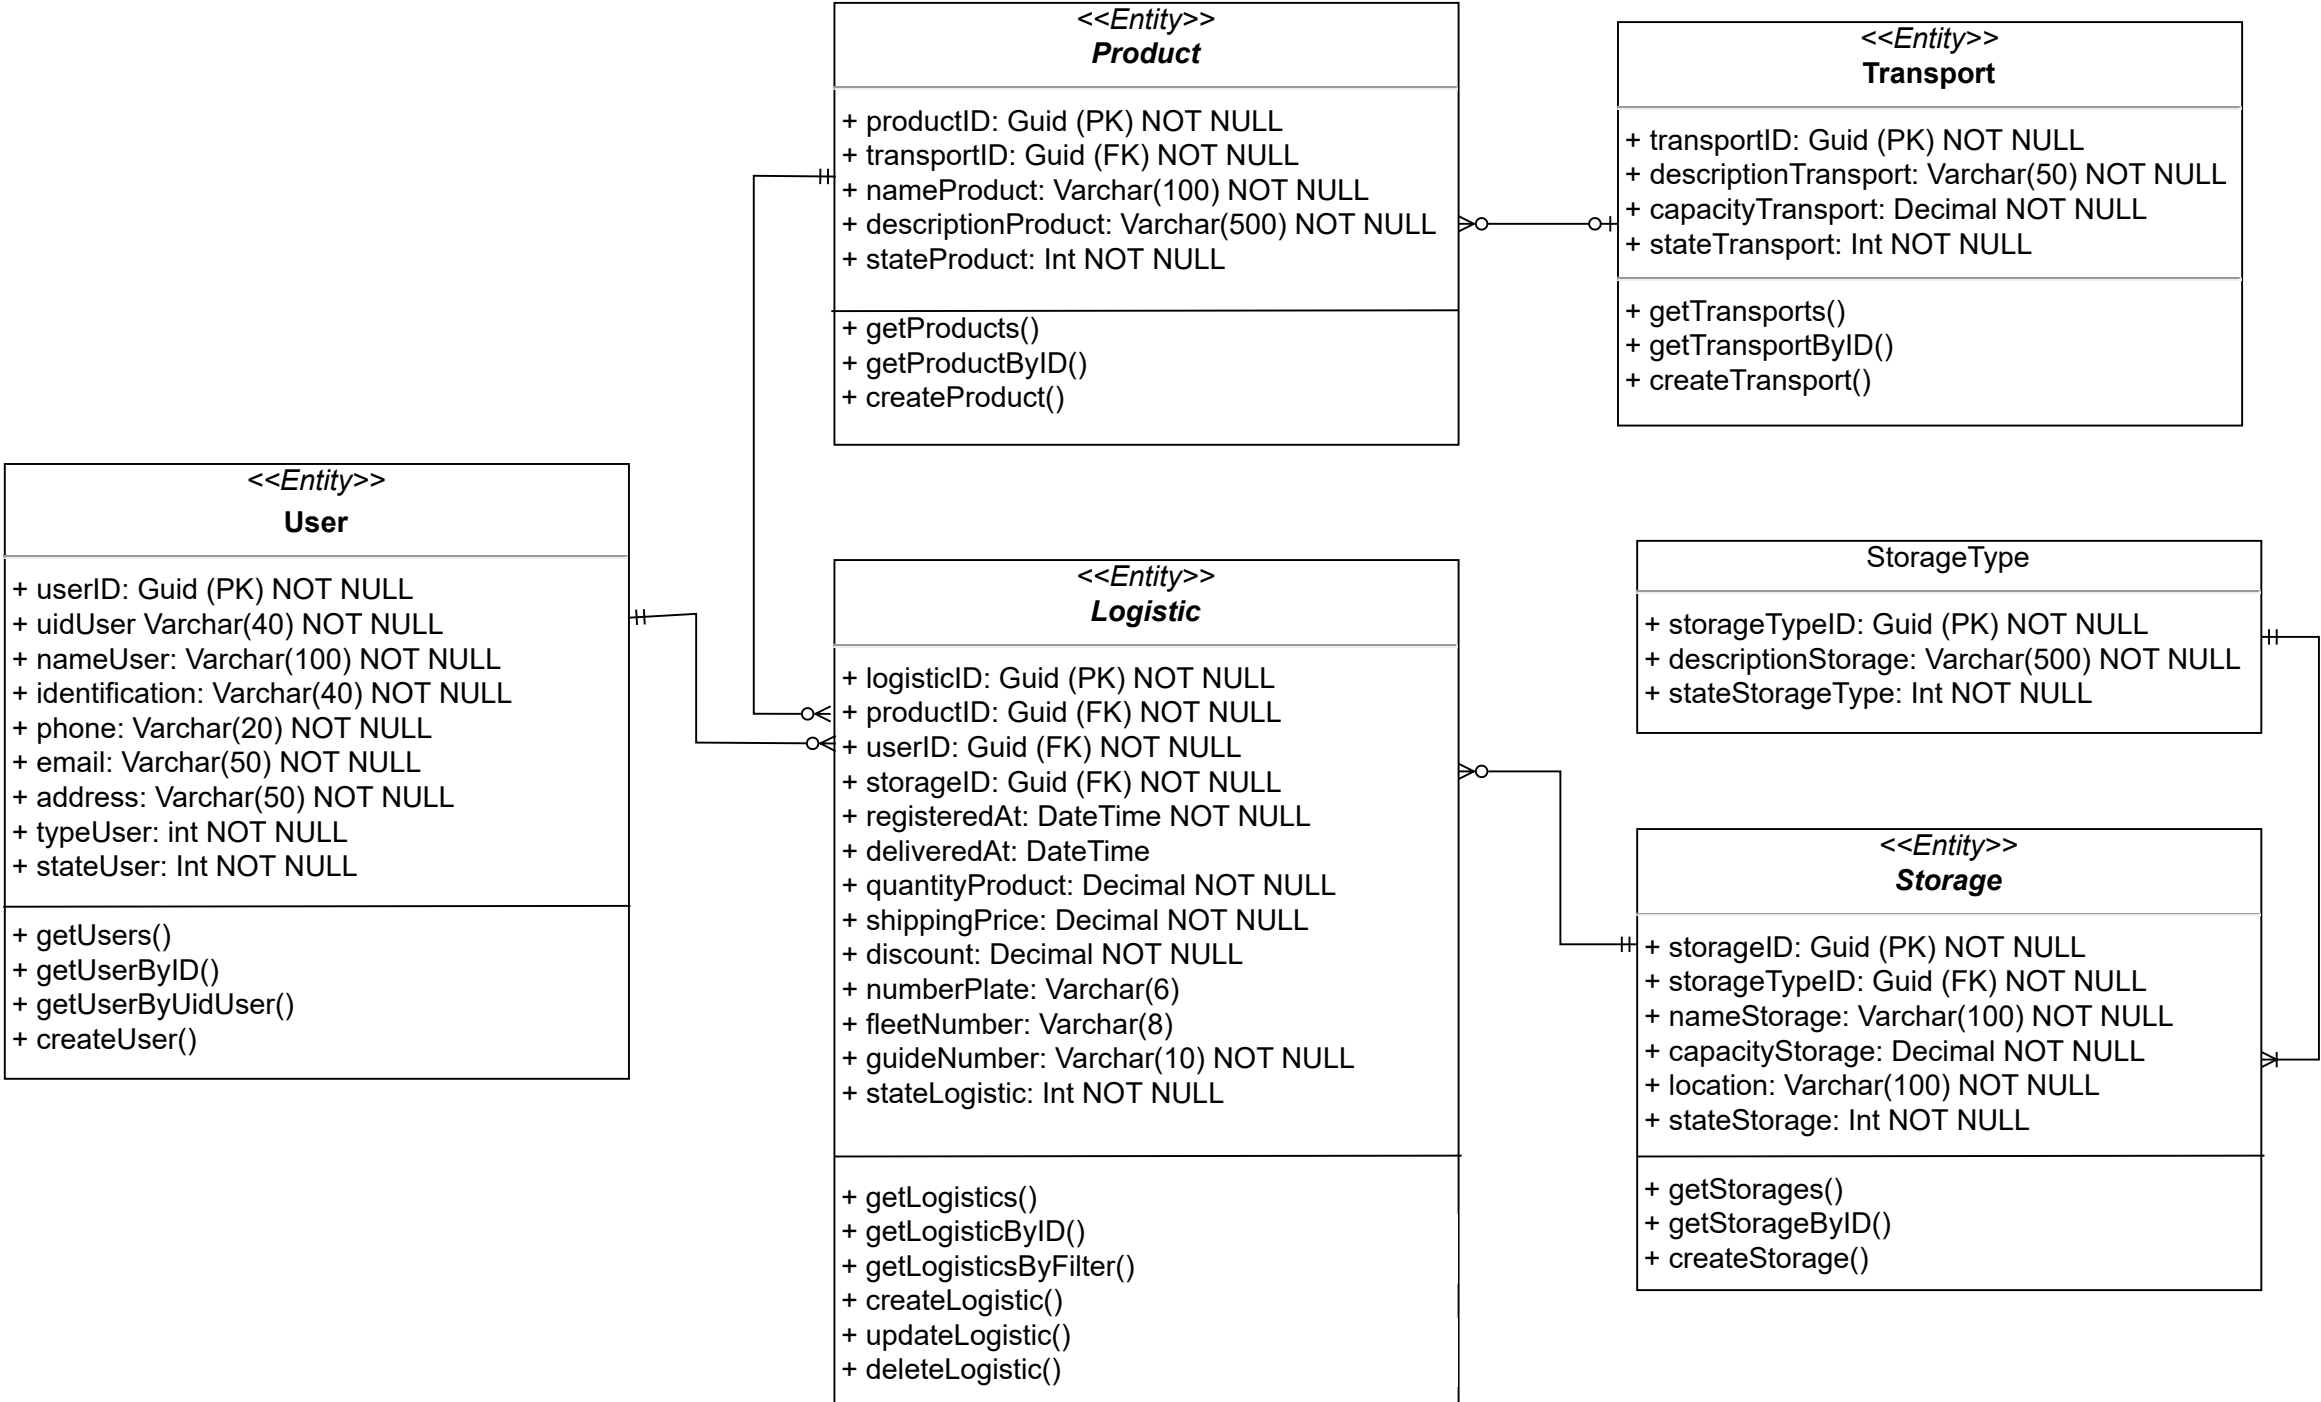 <<Entity>>
Product
+ productID: Guid (PK) NOT NULL
+ transportID: Guid (FK) NOT NULL
+ nameProduct: Varchar(100) NOT NULL
+ descriptionProduct: Varchar(500) NOT NULL
+ stateProduct: Int NOT NULL
+ getProducts()
+ getProductByID()
+ createProduct()
<<Entity>>
Transport
+ transportID: Guid (PK) NOT NULL
+ descriptionTransport: Varchar(50) NOT NULL
+ capacityTransport: Decimal NOT NULL
+ stateTransport: Int NOT NULL
+ getTransports()
+ getTransportByID()
+ createTransport()
<<Entity>>
User
+ userID: Guid (PK) NOT NULL
+ uidUser Varchar(40) NOT NULL
+ nameUser: Varchar(100) NOT NULL
+ identification: Varchar(40) NOT NULL
+ phone: Varchar(20) NOT NULL
+ email: Varchar(50) NOT NULL
+ address: Varchar(50) NOT NULL
+ typeUser: int NOT NULL
+ stateUser: Int NOT NULL
+ getUsers()
+ getUserByID()
+ getUserByUidUser()
+ createUser()
<<Entity>>
Logistic
+ logisticID: Guid (PK) NOT NULL
+ productID: Guid (FK) NOT NULL
+ userID: Guid (FK) NOT NULL
+ storageID: Guid (FK) NOT NULL
+ registeredAt: DateTime NOT NULL
+ deliveredAt: DateTime
+ quantityProduct: Decimal NOT NULL
+ shippingPrice: Decimal NOT NULL
+ discount: Decimal NOT NULL
+ numberPlate: Varchar(6)
+ fleetNumber: Varchar(8)
+ guideNumber: Varchar(10) NOT NULL
+ stateLogistic: Int NOT NULL
+ getLogistics()
+ getLogisticByID()
+ getLogisticsByFilter()
+ createLogistic()
+ updateLogistic()
+ deleteLogistic()
StorageType
+ storageTypeID: Guid (PK) NOT NULL
+ descriptionStorage: Varchar(500) NOT NULL
+ stateStorageType: Int NOT NULL
<<Entity>>
Storage
+ storageID: Guid (PK) NOT NULL
+ storageTypeID: Guid (FK) NOT NULL
+ nameStorage: Varchar(100) NOT NULL
+ capacityStorage: Decimal NOT NULL
+ location: Varchar(100) NOT NULL
+ stateStorage: Int NOT NULL
+ getStorages()
+ getStorageByID()
+ createStorage()